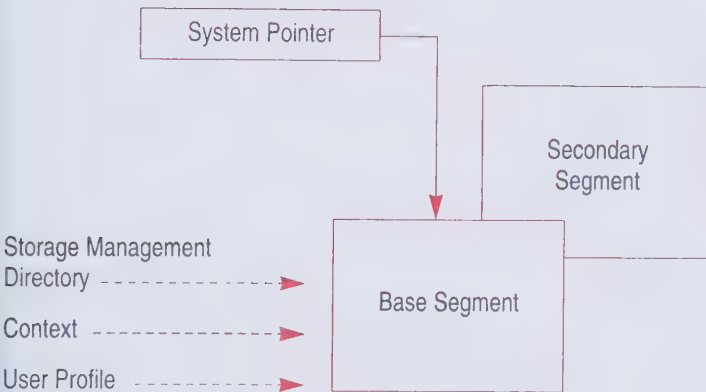 System Pointer
Secondary
Segment
Storage Management
Directory
Base Segment
Context
User Profile